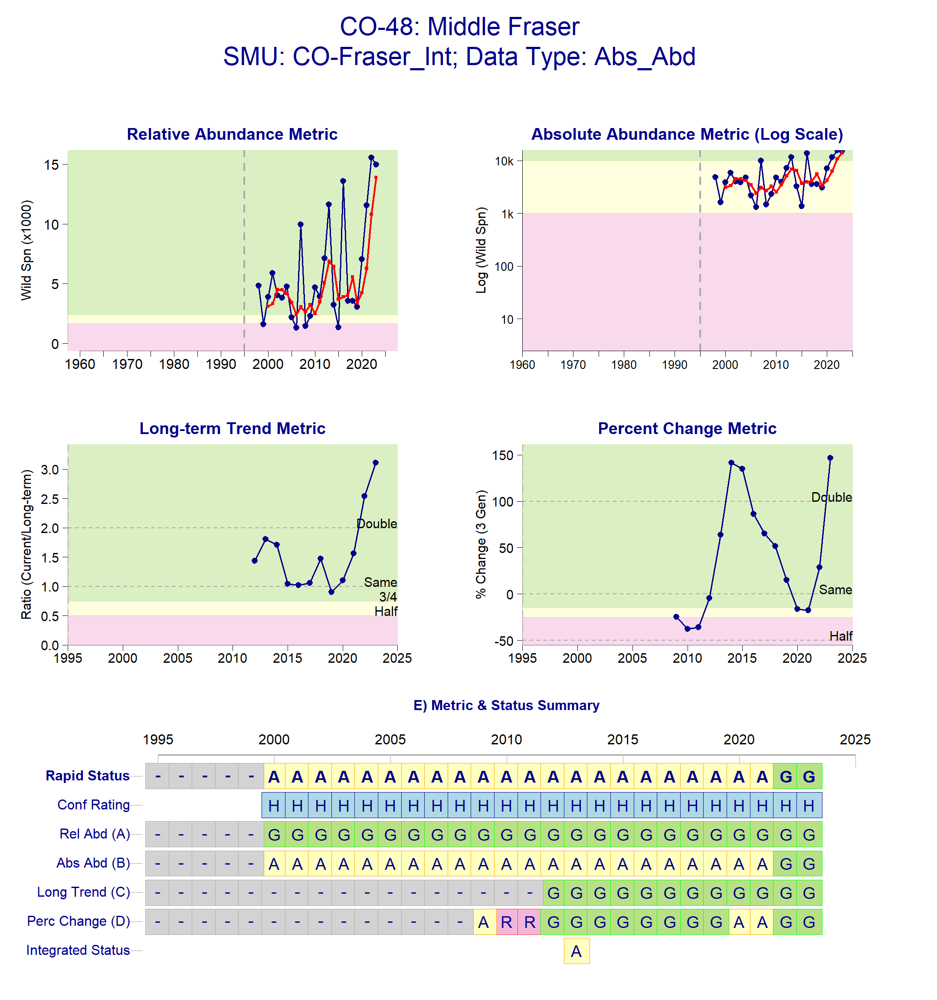 CO-48: Middle Fraser
SMU: CO-Fraser_Int; Data Type: Abs_Abd
Relative Abundance Metric
Wild Spn (x1000)
15
10
5
0
1960 1970 1980 1990 2000 2010 2020
Absolute Abundance Metric (Log Scale)
Log (Wild Spn)
10k
1k
100
10
1960 1970 1980 1990 2000 2010 2020
Long-term Trend Metric
Ratio (Current/Long-term)
3.0
2.5
2.0
1.5
1.0
0.5
0.0
Double
Same
3/4
Half
1995 2000 2005 2010 2015 2020 2025
Percent Change Metric
% Change (3 Gen)
150
100
50
0
-50
Double
Same
Half
1995 2000 2005 2010 2015 2020 2025
E) Metric & Status Summary
1995 2000 2005 2010 2015 2020 2025
Rapid Status - - - - - A A A A A A A A A A A A A A A A A A A A A A G G
Conf Rating H H H H H H H H H H H H H H H H H H H H H H H H
Rel Abd (A) - - - - - G G G G G G G G G G G G G G G G G G G G G G G G
Abs Abd (B) - - - - - A A A A A A A A A A A A A A A A A A A A A A G G
Long Trend (C) - - - - - - - - - - - - - - - - - G G G G G G G G G G G G
Perc Change (D) - - - - - - - - - - - - - - A R R G G G G G G G G A A G G
Integrated Status A